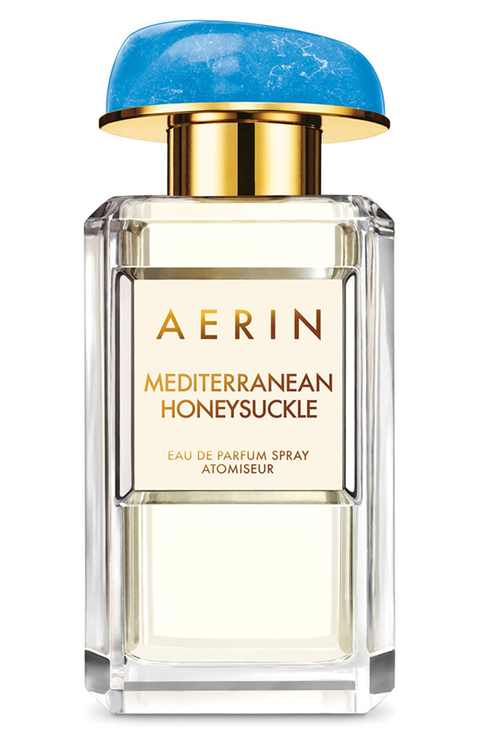 AERIN
MEDITERRANEAN
HONEYSUCKLE
EAU DE PARFUM SPRAY
ATOMISEUR